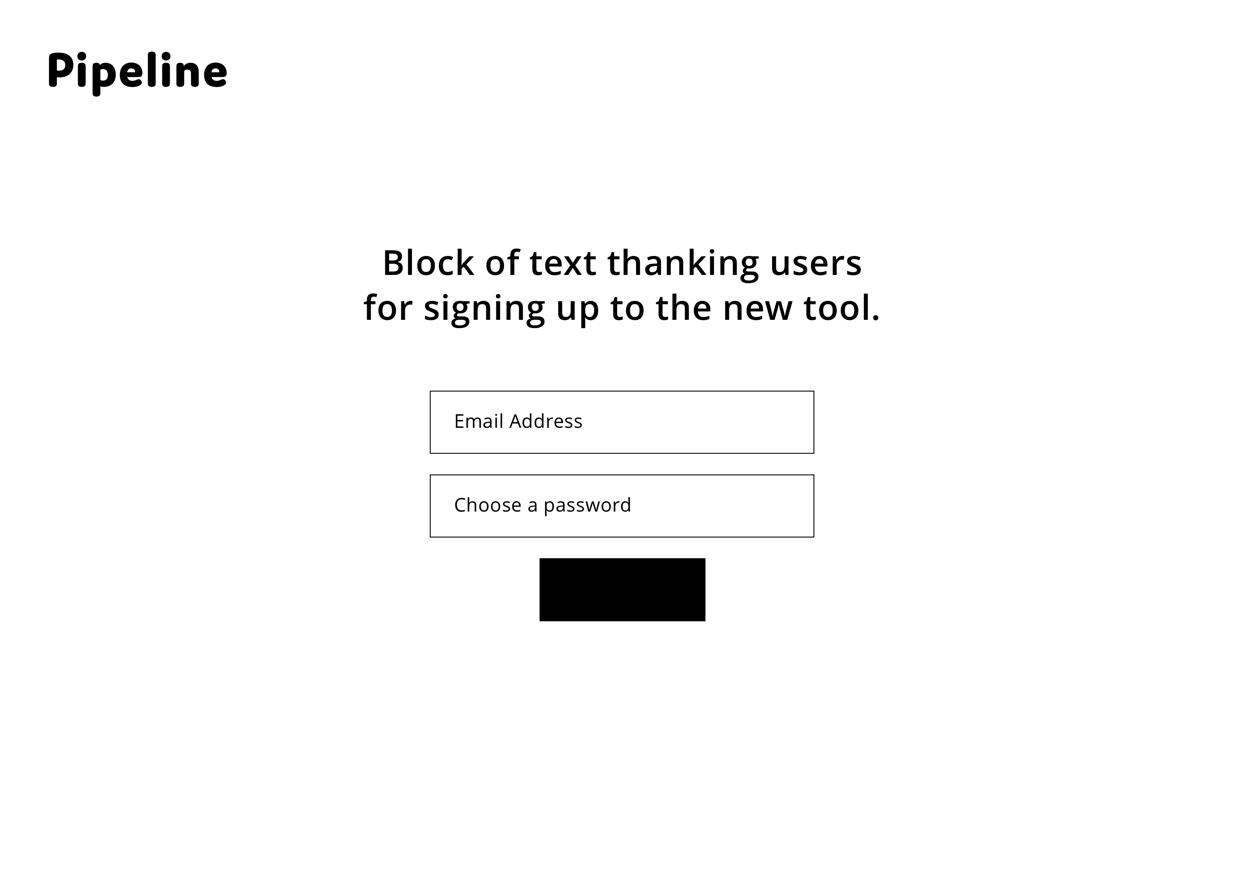 Pipeline
Block of text thanking users
for signing up to the new tool.
Email Address
Choose a password